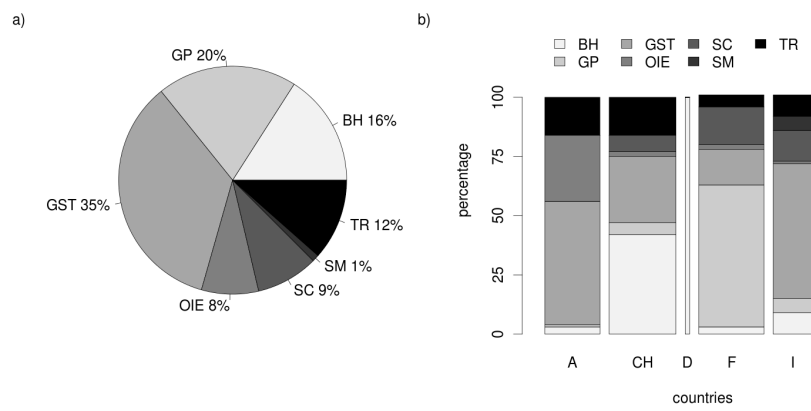 a)
GP 20%
BH 16%
GST 35%
TR 12%
SM 1%
SC 9%
OIE 8%
b)
BH GST SC TR
GP OIE SM
percentage
100
75
50
25
0
A CH D F I
countries